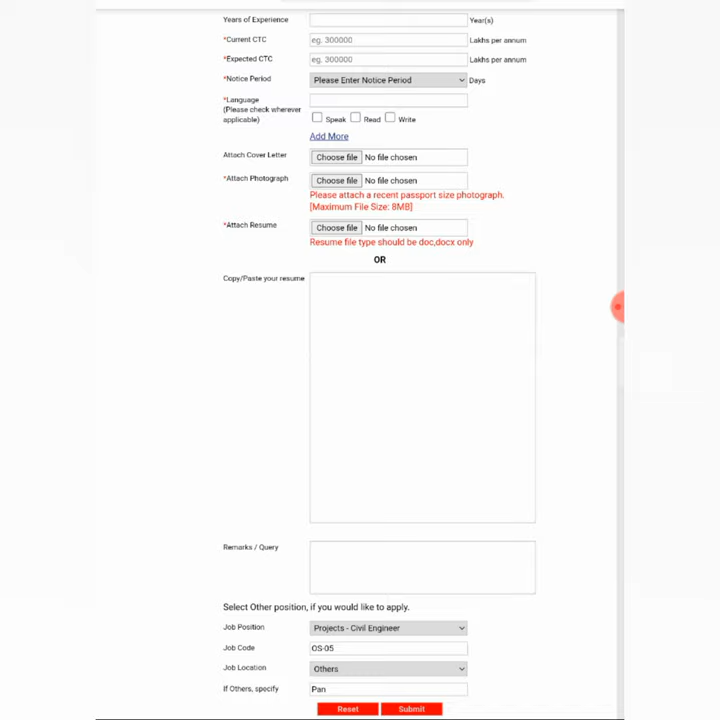 Years of Experience Year(s)
*Current CTC eg. 300000 Lakhs per annum
*Expected CTC eg. 300000 Lakhs per annum
*Notice Period Please Enter Notice Period Days
*Language
(Please check wherever
applicable) Speak Read Write
Add More
Attach Cover Letter Choose file No file chosen
*Attach Photograph Choose file No file chosen
Please attach a recent passport size photograph.
[Maximum File Size: 8MB]
*Attach Resume Choose file No file chosen
Resume file type should be doc,docx only
OR
Copy/Paste your resume
Remarks / Query
Select Other position, if you would like to apply.
Job Position Projects - Civil Engineer
Job Code OS-05
Job Location Others
If Others, specify Pan
Reset Submit